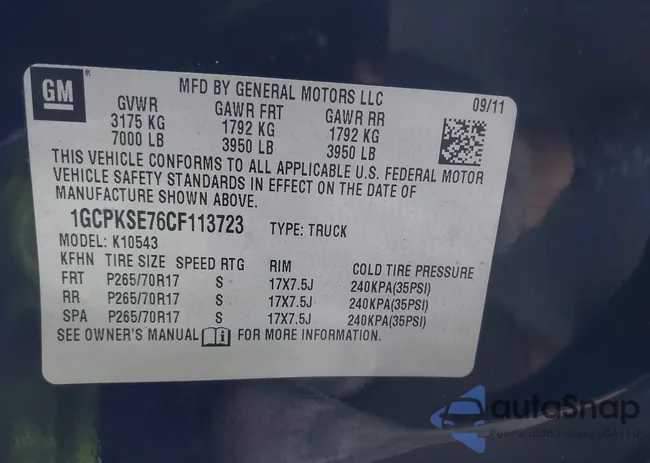 GM
MFD BY GENERAL MOTORS LLC
09/11
GVWR GAWR FRT GAWR RR
3175 KG 1792 KG 1792 KG
7000 LB 3950 LB 3950 LB
THIS VEHICLE CONFORMS TO ALL APPLICABLE U.S. FEDERAL MOTOR
VEHICLE SAFETY STANDARDS IN EFFECT ON THE DATE OF
MANUFACTURE SHOWN ABOVE.
1GCPKSE76CF113723 TYPE: TRUCK
MODEL: K10543
KFHN TIRE SIZE SPEED RTG RIM COLD TIRE PRESSURE
FRT P265/70R17 S 17X7.5J 240KPA(35PSI)
RR P265/70R17 S 17X7.5J 240KPA(35PSI)
SPA P265/70R17 S 17X7.5J 240KPA(35PSI)
SEE OWNER'S MANUAL FOR MORE INFORMATION.
autoSnap
Pewne auta z